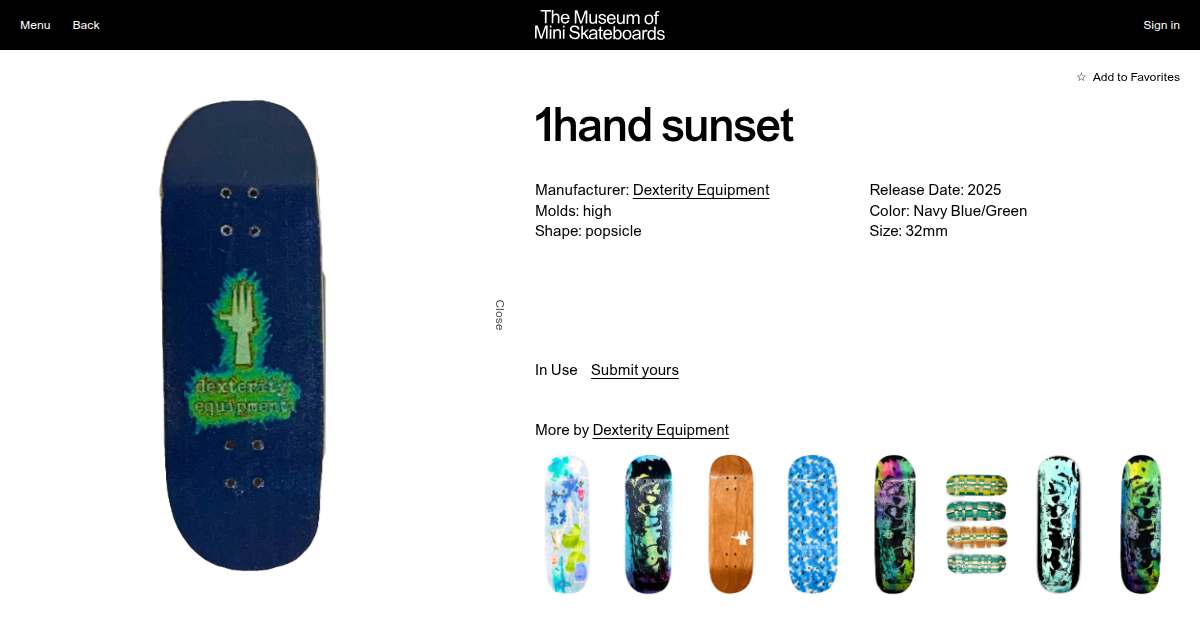 Menu
Back
The Museum of
Mini Skateboards
Sign in
☆ Add to Favorites
1hand sunset
Manufacturer: Dexterity Equipment
Molds: high
Shape: popsicle
Release Date: 2025
Color: Navy Blue/Green
Size: 32mm
Close
dexterity
equipment
In Use
Submit yours
More by Dexterity Equipment